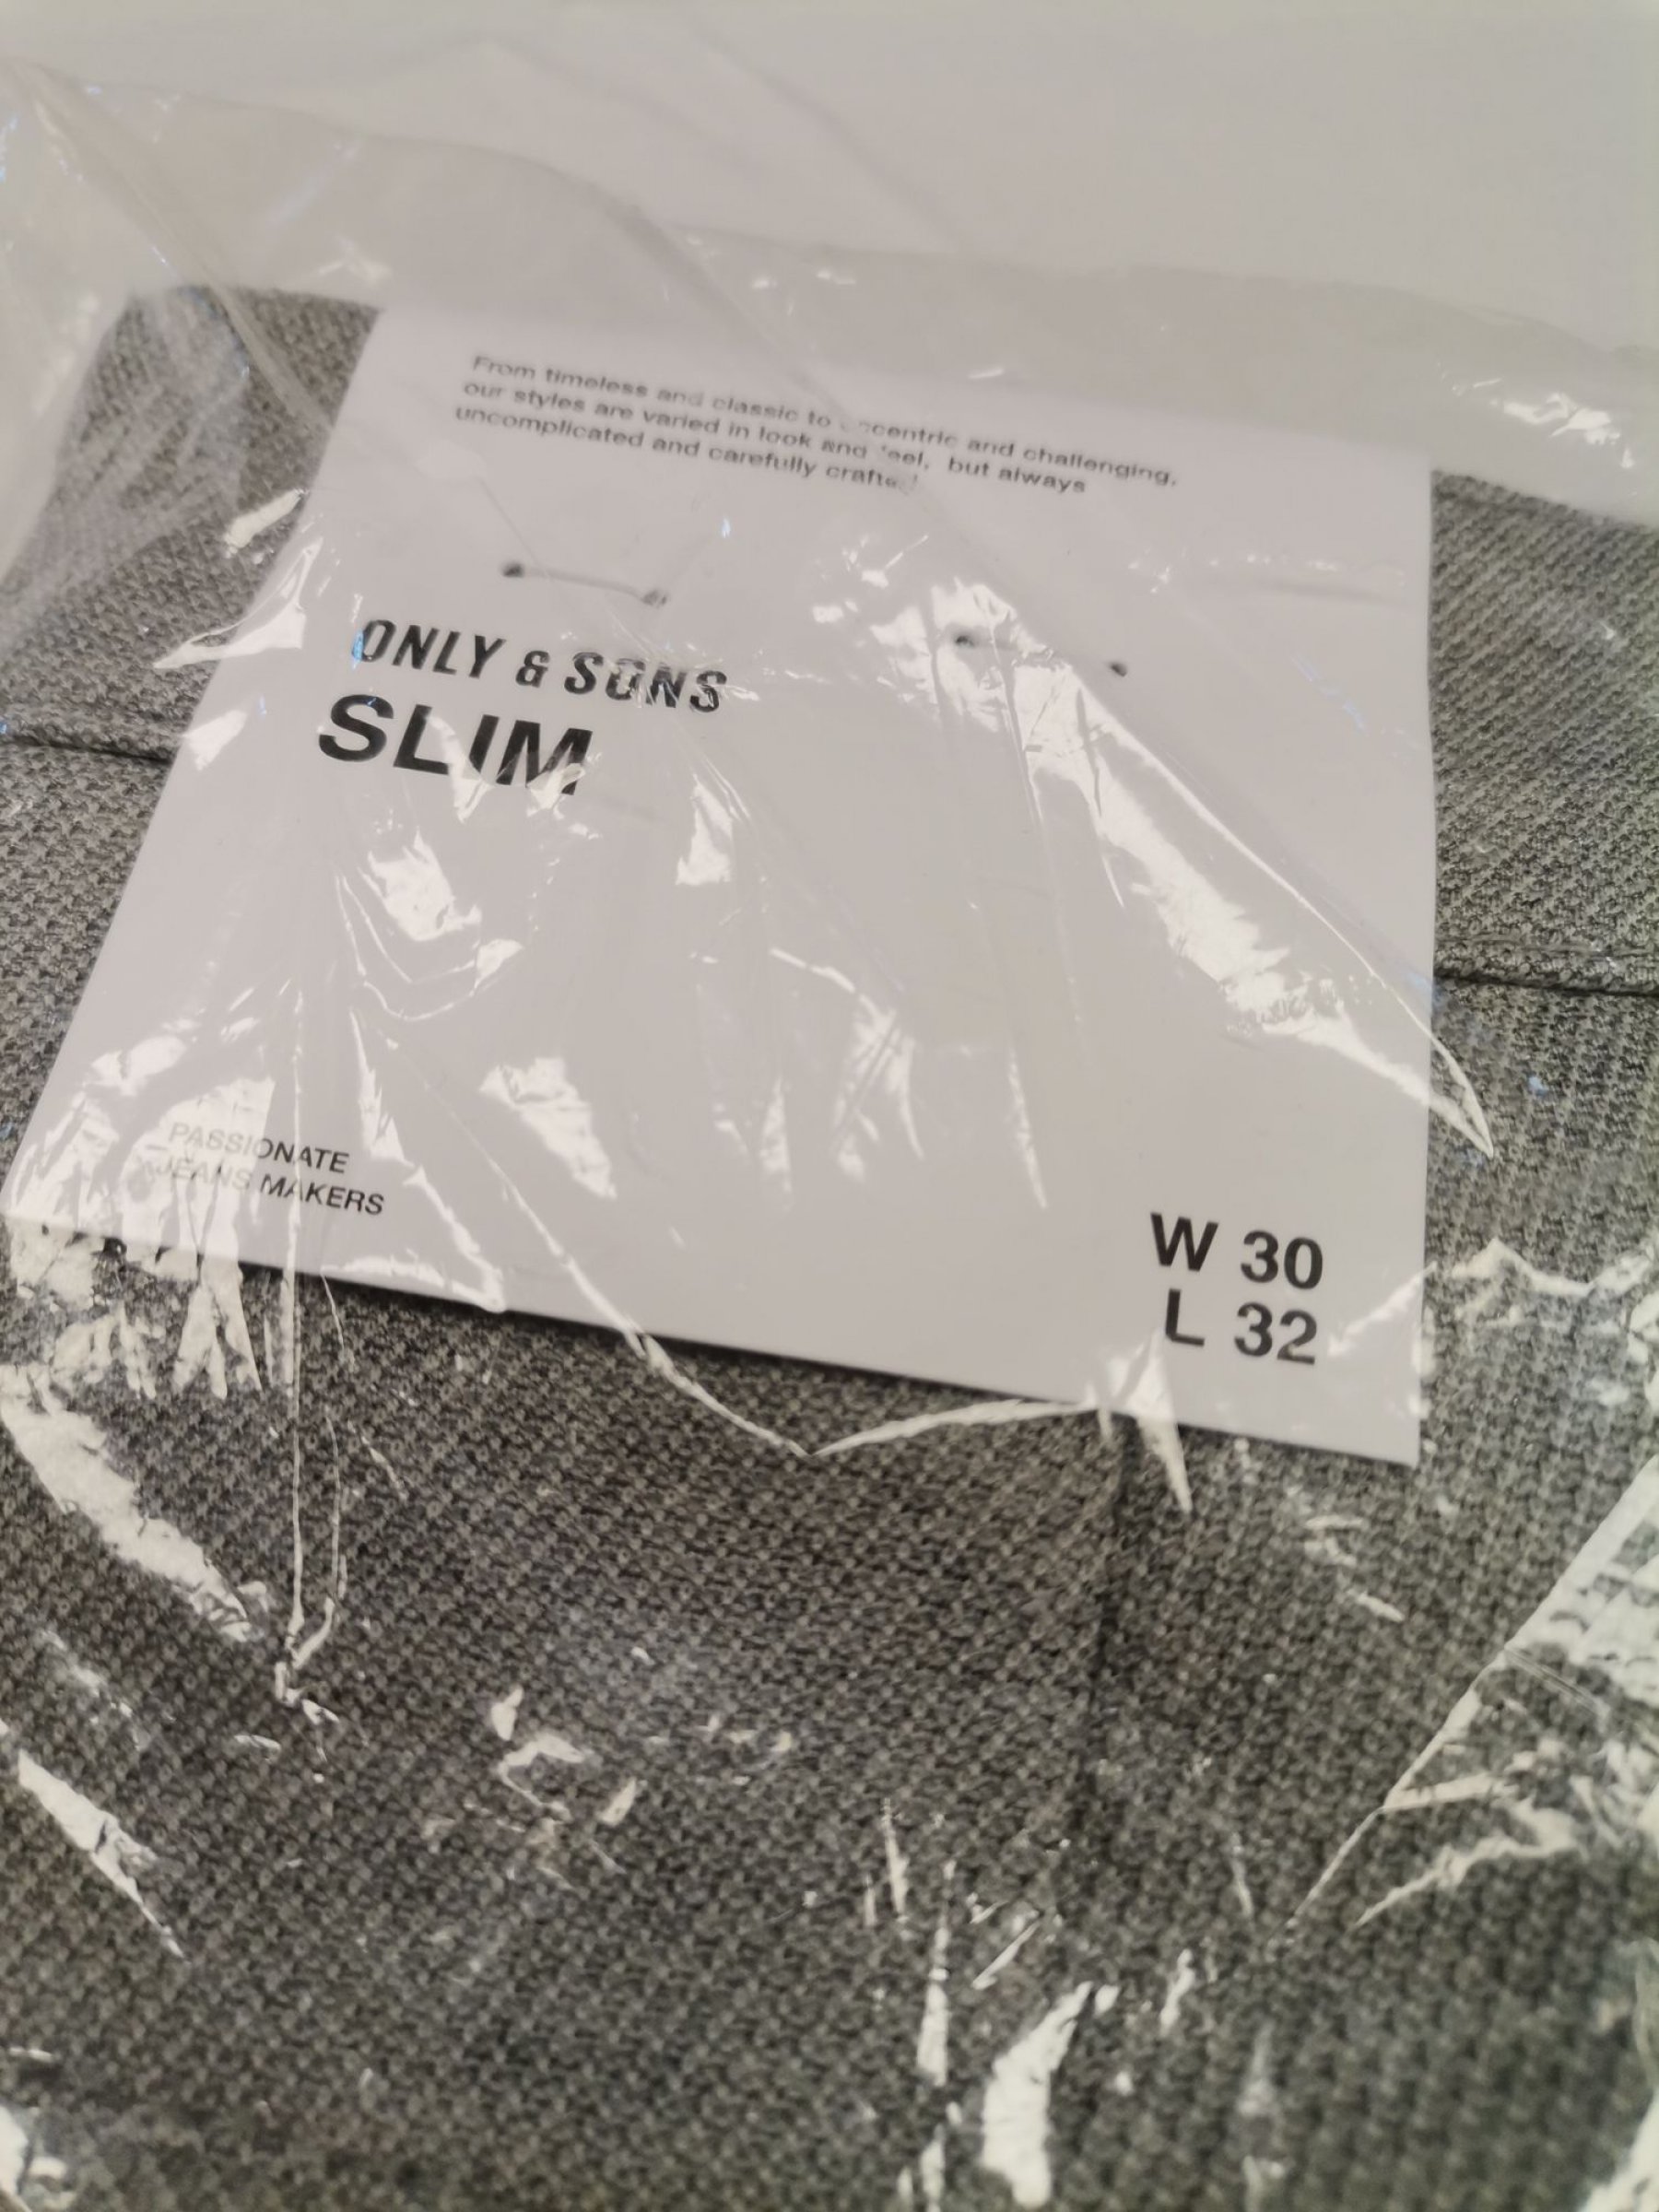 From timeless and classic to eccentric and challenging,
our styles are varied in look and feel, but always
uncomplicated and carefully crafted
ONLY & SONS
SLIM
PASSIONATE
JEANS MAKERS
W 30
L 32